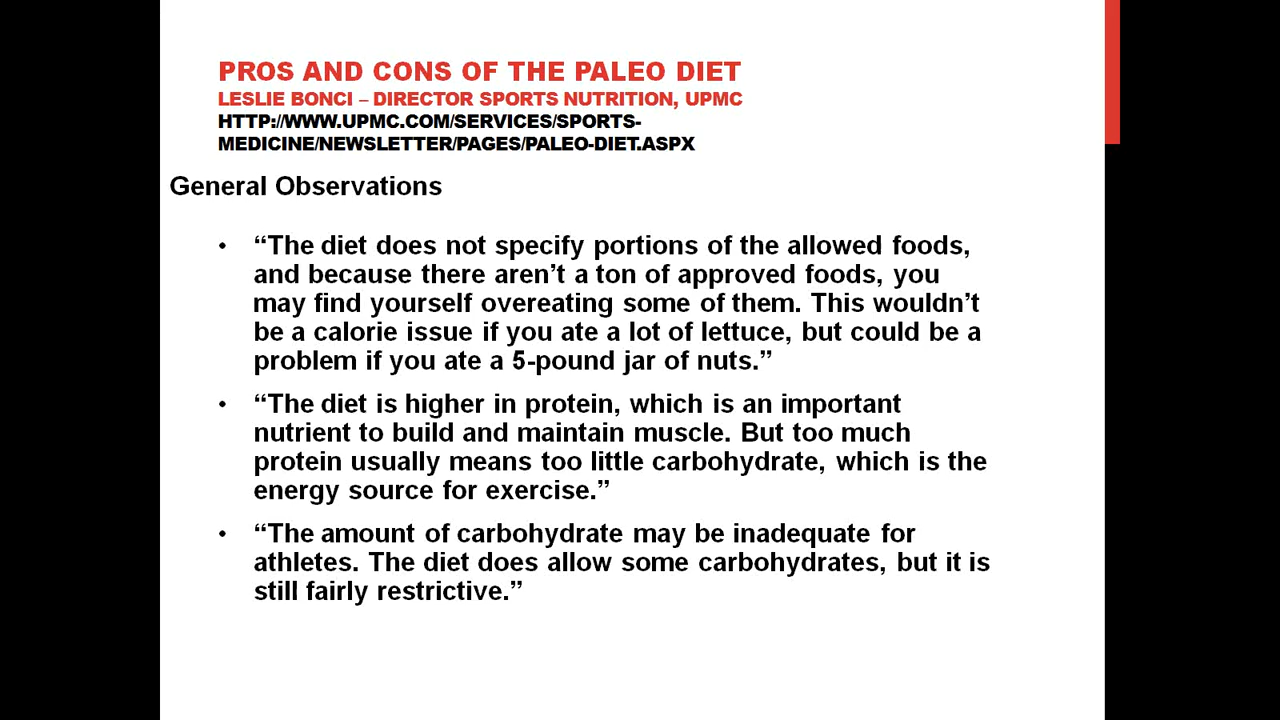 PROS AND CONS OF THE PALEO DIET
LESLIE BONCI – DIRECTOR SPORTS NUTRITION, UPMC
HTTP://WWW.UPMC.COM/SERVICES/SPORTS-
MEDICINE/NEWSLETTER/PAGES/PALEO-DIET.ASPX
General Observations
• “The diet does not specify portions of the allowed foods,
and because there aren’t a ton of approved foods, you
may find yourself overeating some of them. This wouldn’t
be a calorie issue if you ate a lot of lettuce, but could be a
problem if you ate a 5-pound jar of nuts.”
• “The diet is higher in protein, which is an important
nutrient to build and maintain muscle. But too much
protein usually means too little carbohydrate, which is the
energy source for exercise.”
• “The amount of carbohydrate may be inadequate for
athletes. The diet does allow some carbohydrates, but it is
still fairly restrictive.”